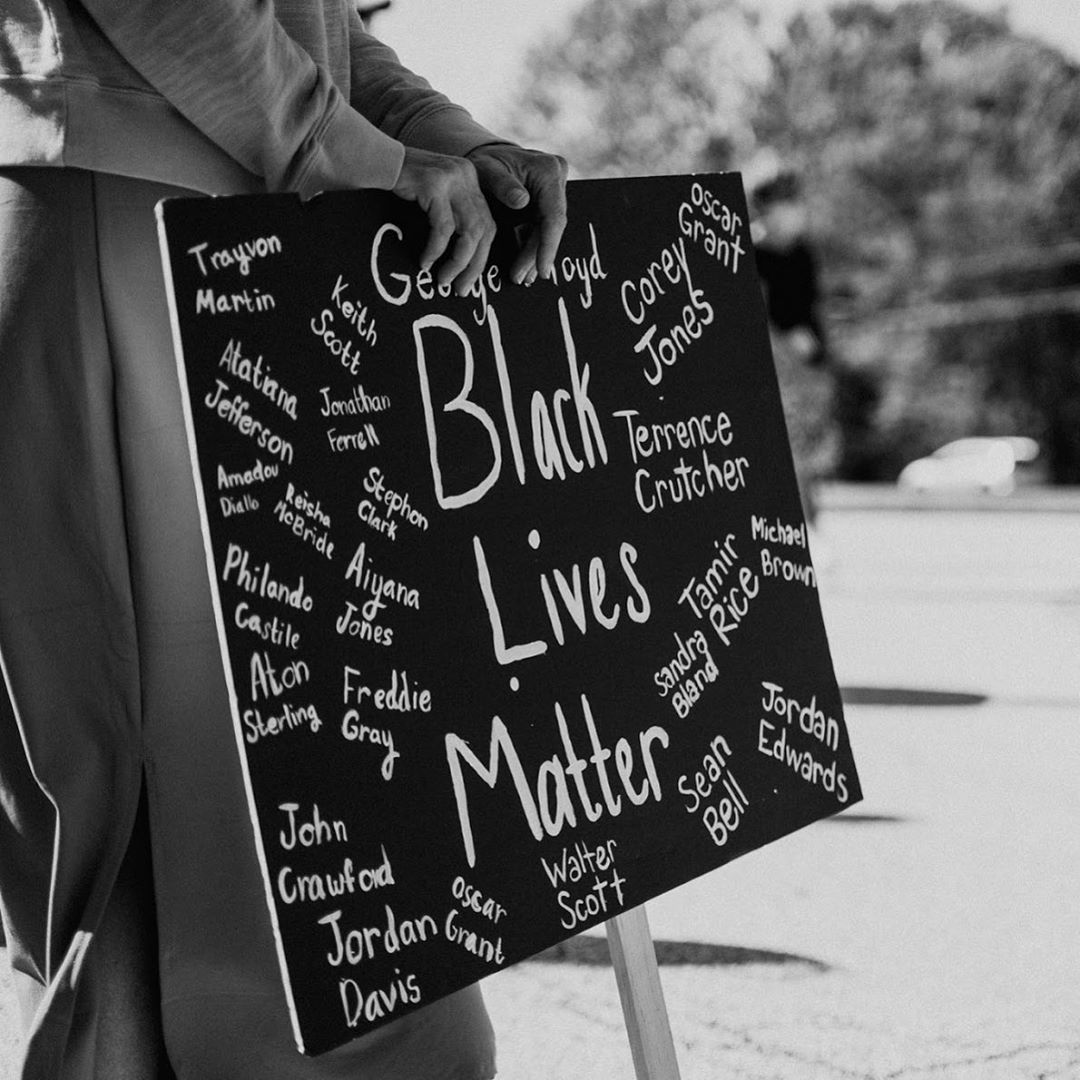 Trayvon
Martin
George loyd
Oscar
Grant
Keith
Scott
Corey
Jones
Atatiana
Jefferson
Jonathan
Ferrell
Black
Terrence
Crutcher
Amadou
Diallo
Reisha
McBride
Stephon
Clark
Michael
Brown
Philando
Castile
Aiyana
Jones
Lives
Tamir
Rice
Sandra
Bland
Aton
Sterling
Freddie
Gray
Jordan
Edwards
Matter
Sean
Bell
John
Crawford
Walter
Scott
Oscar
Grant
Jordan
Davis